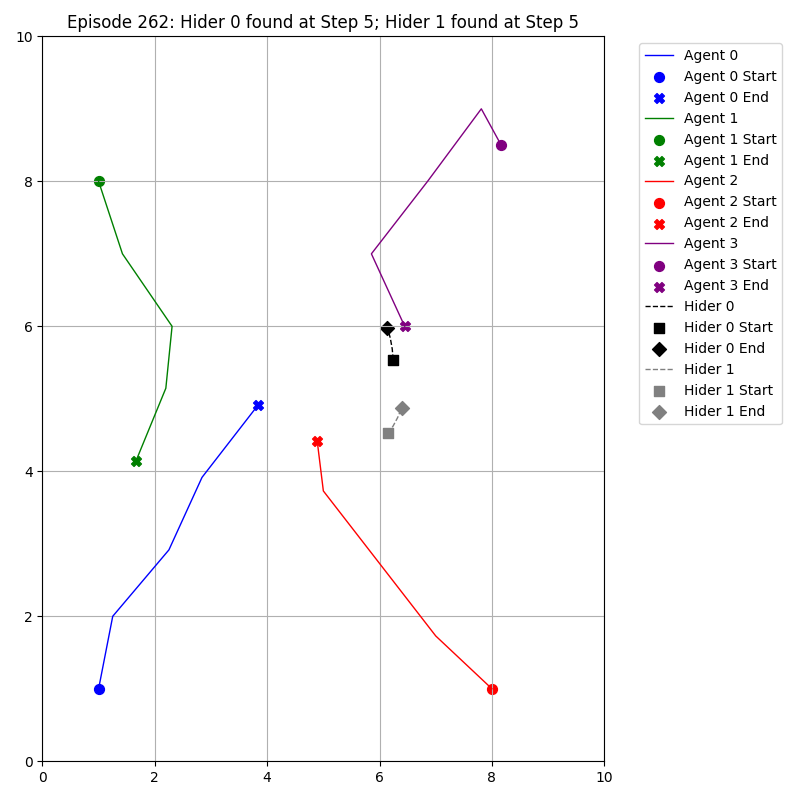 Episode 262: Hider 0 found at Step 5; Hider 1 found at Step 5
10
8
6
4
2
0
0 2 4 6 8 10
Agent 0
Agent 0 Start
Agent 0 End
Agent 1
Agent 1 Start
Agent 1 End
Agent 2
Agent 2 Start
Agent 2 End
Agent 3
Agent 3 Start
Agent 3 End
Hider 0
Hider 0 Start
Hider 0 End
Hider 1
Hider 1 Start
Hider 1 End